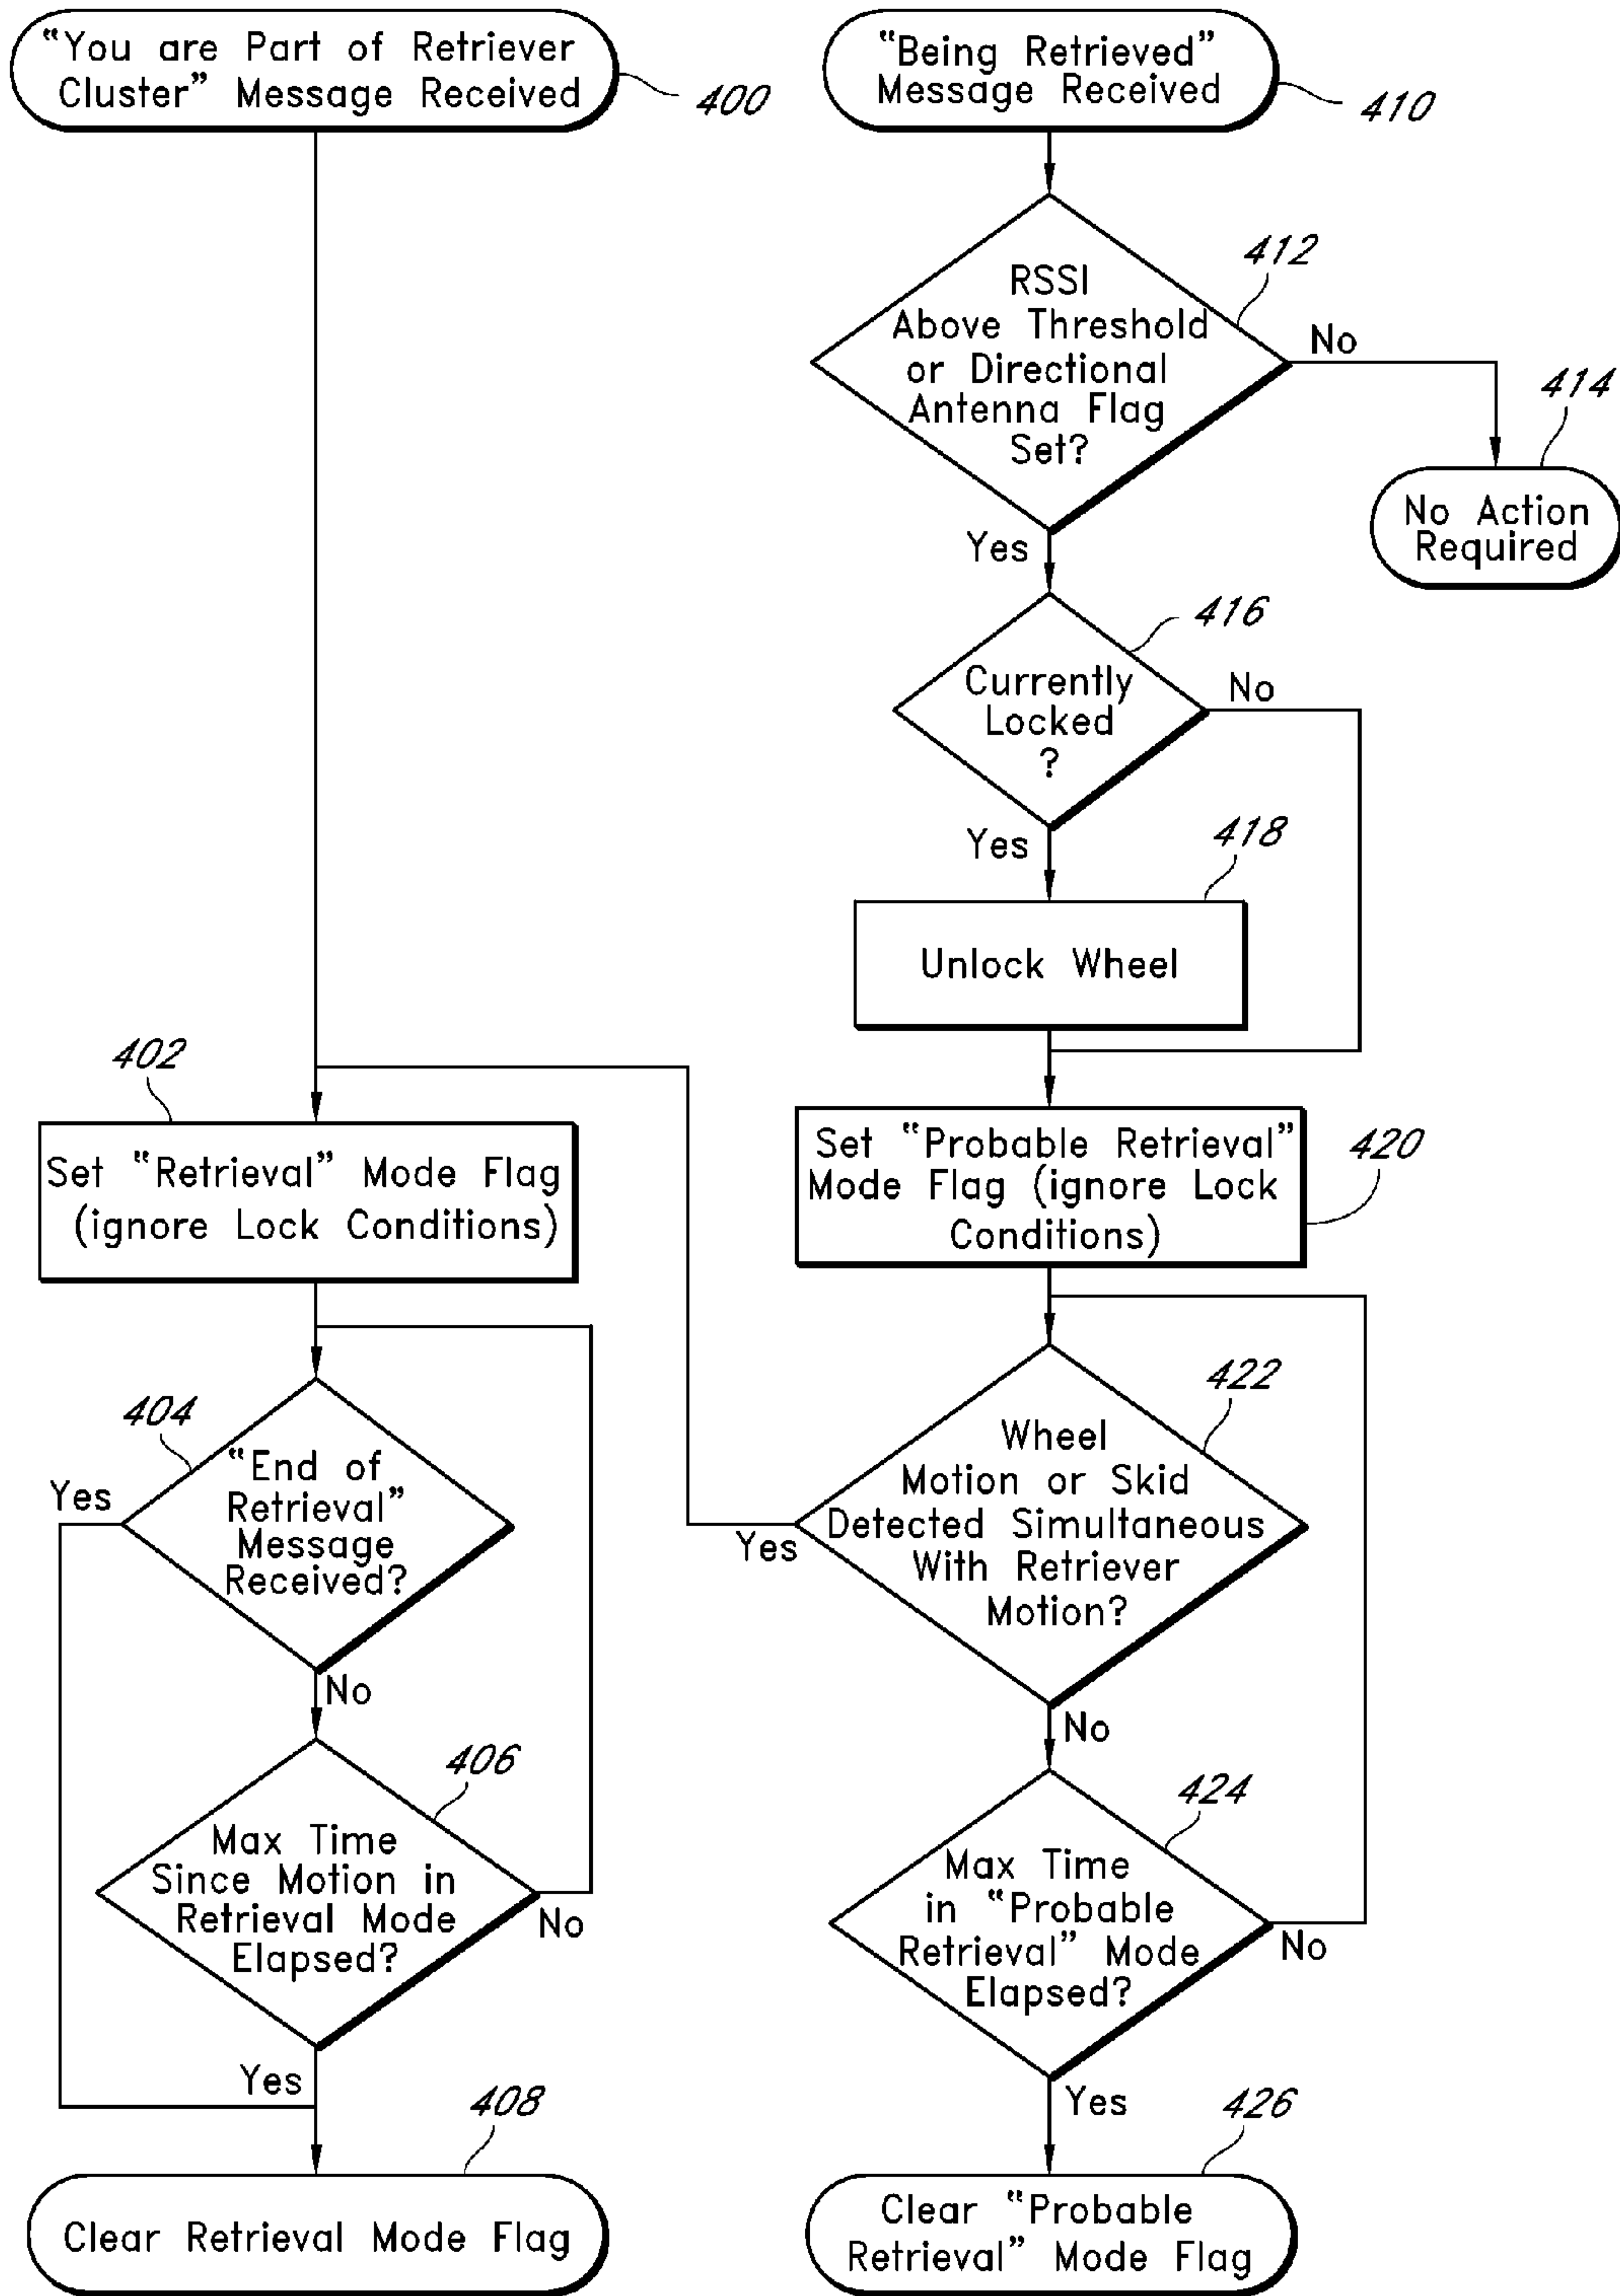 “You are Part of Retriever
Cluster” Message Received
400
“Being Retrieved”
Message Received
410
RSSI
Above Threshold
or Directional
Antenna Flag
Set?
412
No
414
No Action
Required
Yes
416
Currently
Locked
?
No
Yes
418
Unlock Wheel
402
Set “Retrieval” Mode Flag
(ignore Lock Conditions)
Set “Probable Retrieval”
Mode Flag (ignore Lock
Conditions)
420
404
“End of
Retrieval”
Message
Received?
Yes
No
422
Wheel
Motion or Skid
Detected Simultaneous
With Retriever
Motion?
Yes
No
406
Max Time
Since Motion in
Retrieval Mode
Elapsed?
No
Yes
424
Max Time
in “Probable
Retrieval” Mode
Elapsed?
No
Yes
408
Clear Retrieval Mode Flag
426
Clear “Probable
Retrieval” Mode Flag